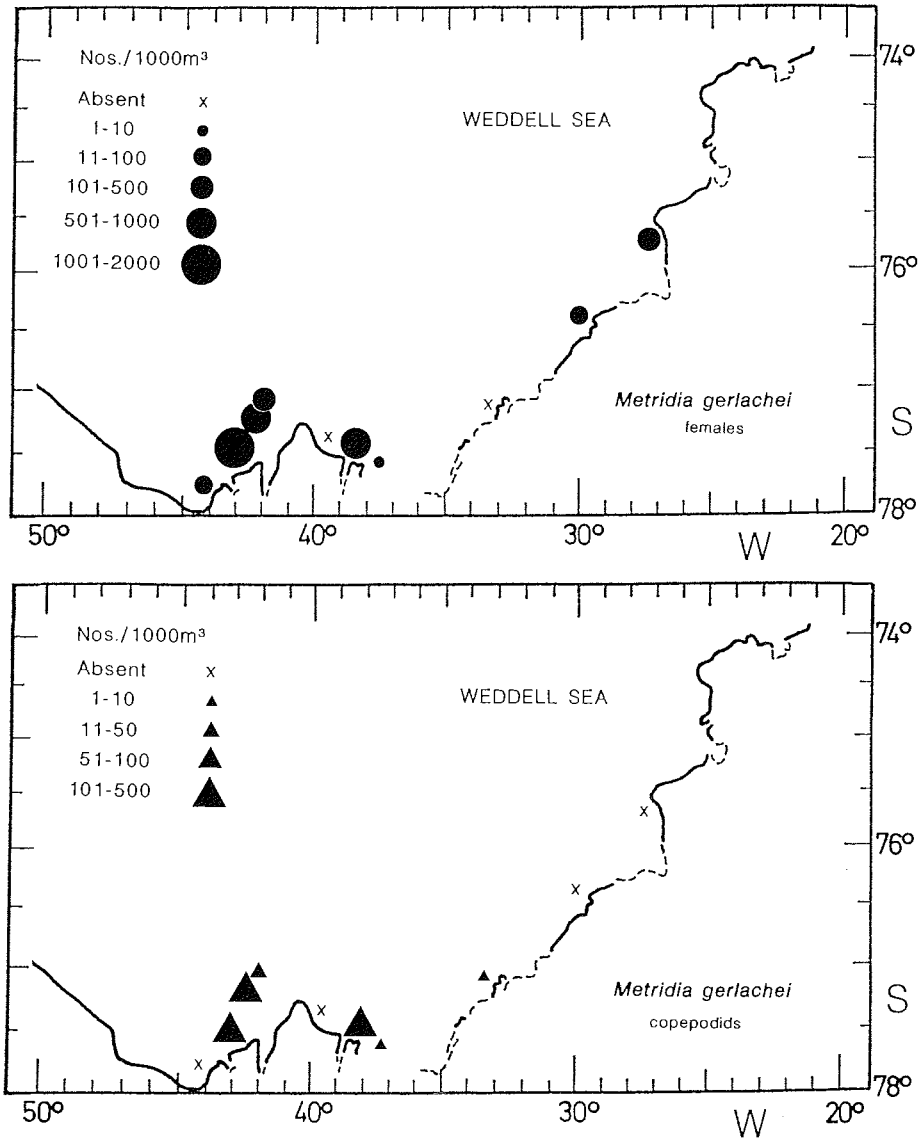 Nos./1000m³
Absent x
1-10
11-100
101-500
501-1000
1001-2000
WEDDELL SEA
74°
76°
Metridia gerlachei
females
S
78°
50° 40° 30° W 20°
Nos./1000m³
Absent x
1-10
11-50
51-100
101-500
WEDDELL SEA
74°
76°
Metridia gerlachei
copepodids
S
78°
50° 40° 30° W 20°